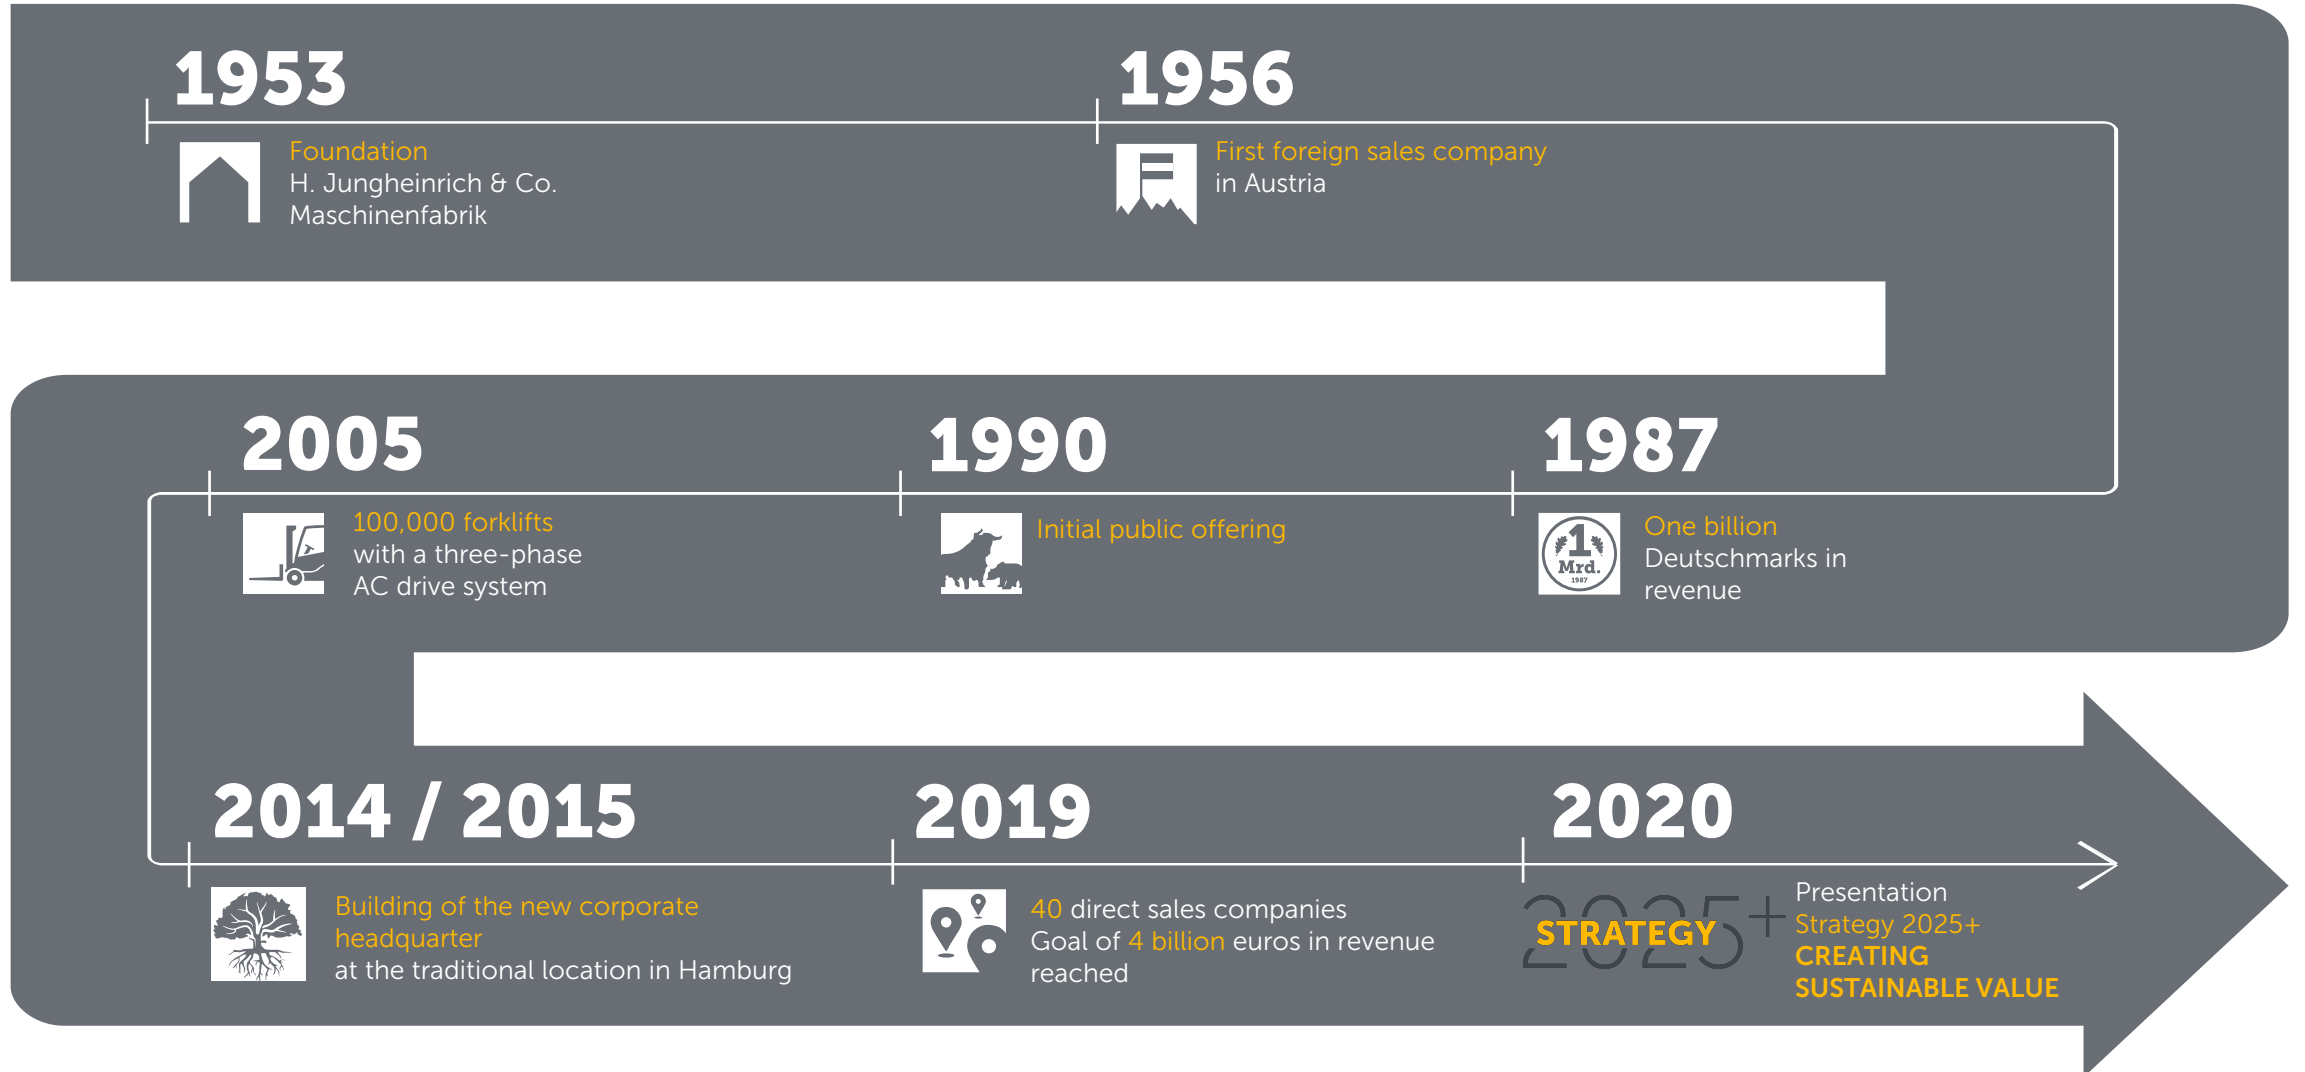 1953
Foundation
H. Jungheinrich & Co.
Maschinenfabrik
1956
First foreign sales company
in Austria
2005
100,000 forklifts
with a three-phase
AC drive system
1990
Initial public offering
1987
1
Mrd.
1987
One billion
Deutschmarks in
revenue
2014 / 2015
Building of the new corporate
headquarter
at the traditional location in Hamburg
2019
40 direct sales companies
Goal of 4 billion euros in revenue
reached
2020
2025+
STRATEGY
Presentation
Strategy 2025+
CREATING
SUSTAINABLE VALUE